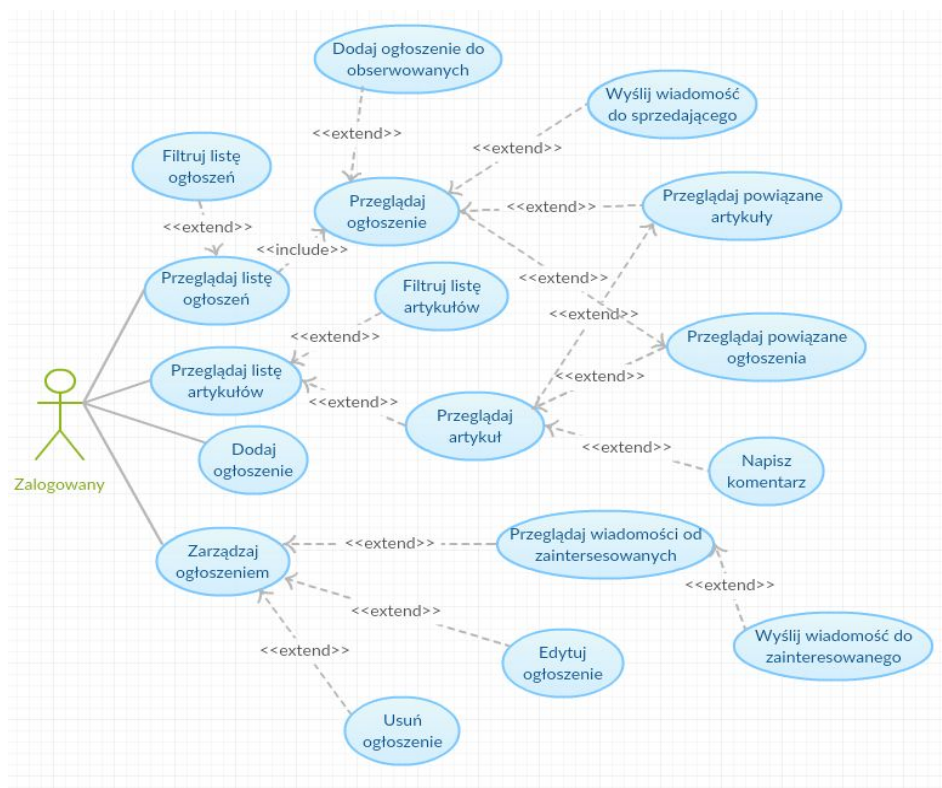 Dodaj ogłoszenie do
obserwowanych
Wyślij wiadomość
do sprzedającego
<<extend>>
<<extend>>
Filtruj listę
ogłoszeń
Przeglądaj
ogłoszenie
<<extend>>
Przeglądaj powiązane
artykuły
<<extend>>
<<include>>
Przeglądaj listę
ogłoszeń
<<extend>>
Filtruj listę
artykułów
<<extend>>
<<extend>>
Przeglądaj powiązane
ogłoszenia
Przeglądaj listę
artykułów
<<extend>>
<<extend>>
Przeglądaj
artykuł
<<extend>>
Dodaj
ogłoszenie
Napisz
komentarz
Zalogowany
Zarządzaj
ogłoszeniem
<<extend>>
Przeglądaj wiadomości od
zaintersesowanych
<<extend>>
<<extend>>
<<extend>>
Edytuj
ogłoszenie
Wyślij wiadomość do
zainteresowanego
Usuń
ogłoszenie